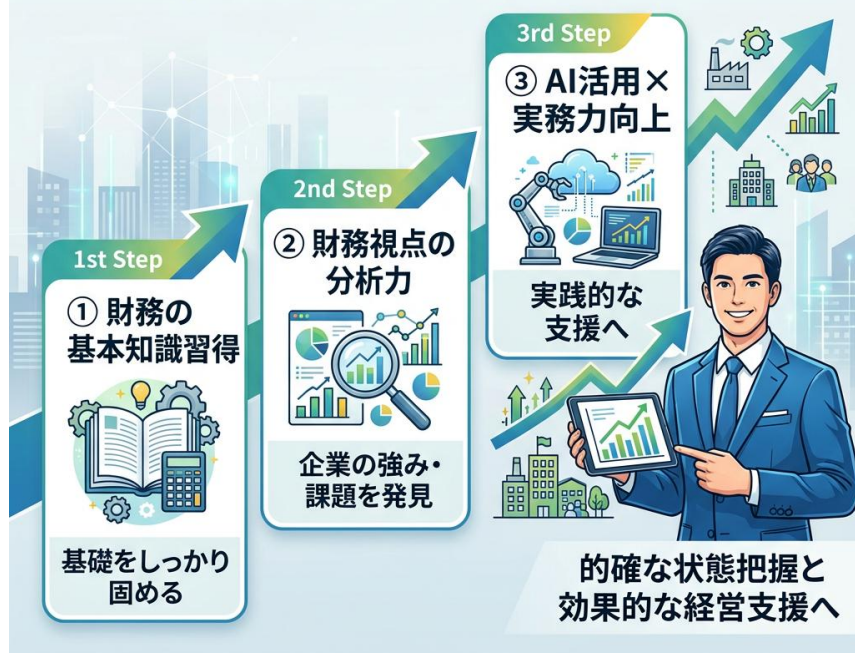 1st Step
① 財務の
基本知識習得
基礎をしっかり
固める
2nd Step
② 財務視点の
分析力
企業の強み・
課題を発見
3rd Step
③ AI活用×
実務力向上
実践的な
支援へ
的確な状態把握と
効果的な経営支援へ